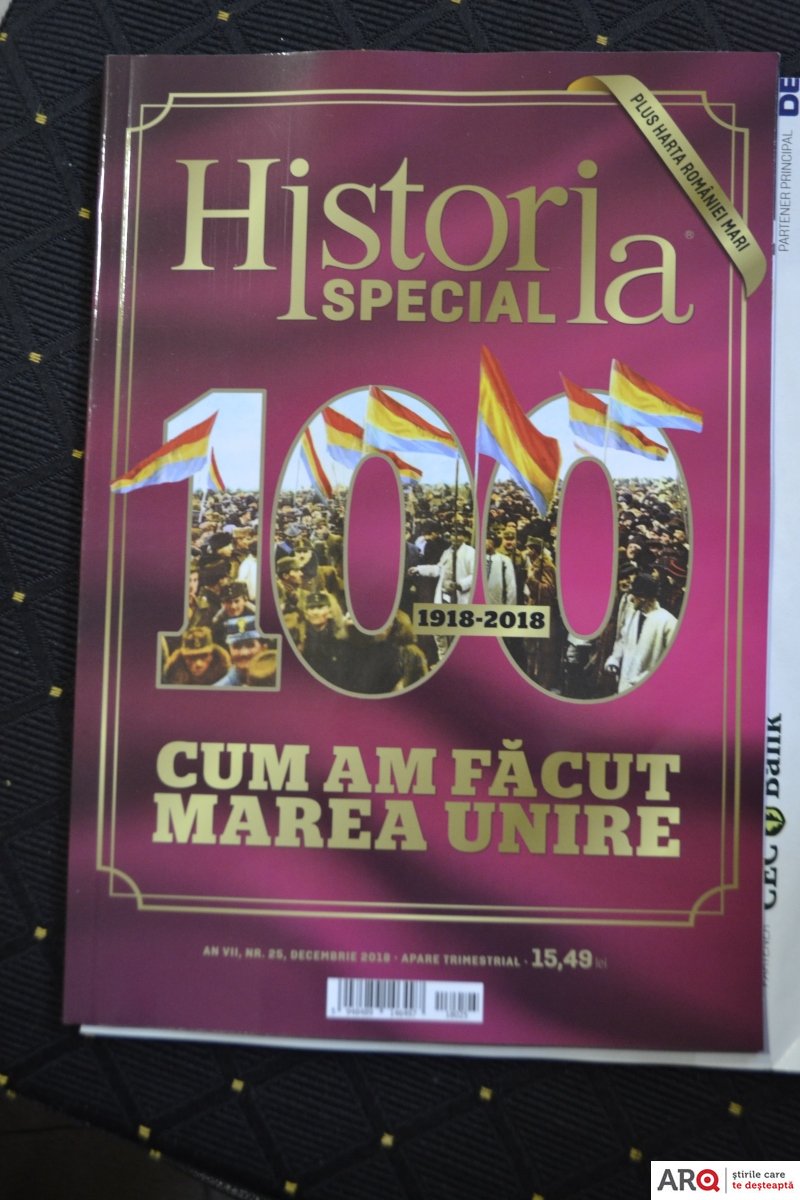 PLUS HARTA ROMÂNIEI MARI
Historia
®
SPECIAL
100
1918-2018
CUM AM FĂCUT
MAREA UNIRE
AN VII, NR. 25, DECEMBRIE 2018 · APARE TRIMESTRIAL · 15,49 lei
DE
PARTENER PRINCIPAL
CEC Bank
ARQ
știrile care
te deșteaptă